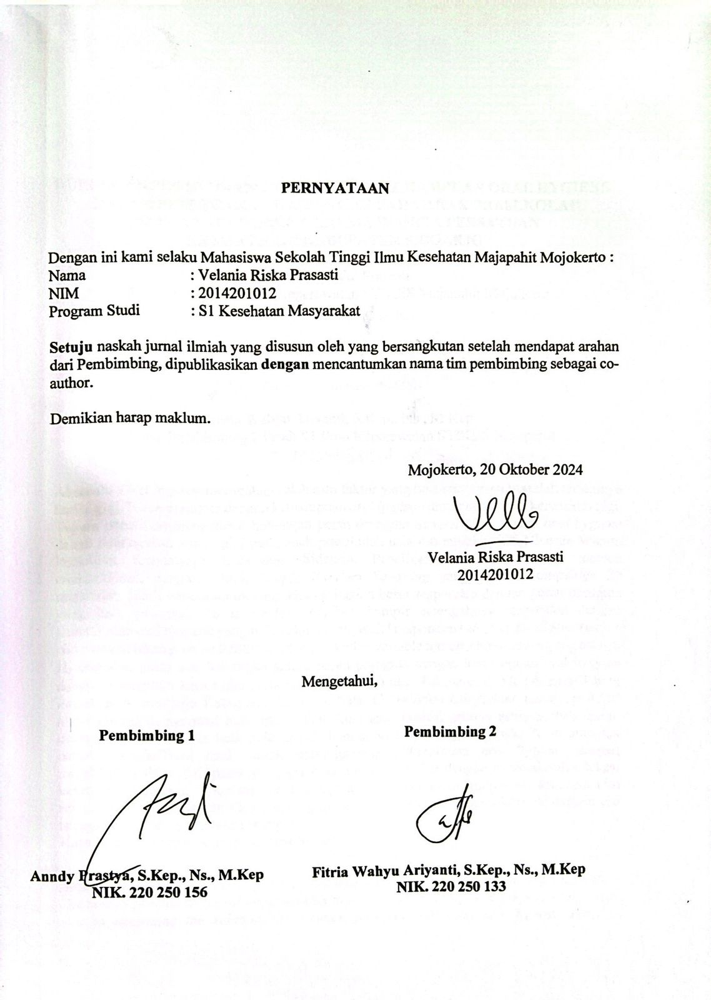 PERNYATAAN
Dengan ini kami selaku Mahasiswa Sekolah Tinggi Ilmu Kesehatan Majapahit Mojokerto :
Nama : Velania Riska Prasasti
NIM : 2014201012
Program Studi : S1 Kesehatan Masyarakat
Setuju naskah jurnal ilmiah yang disusun oleh yang bersangkutan setelah mendapat arahan
dari Pembimbing, dipublikasikan dengan mencantumkan nama tim pembimbing sebagai co-
author.
Demikian harap maklum.
Mojokerto, 20 Oktober 2024
Velania Riska Prasasti
2014201012
Mengetahui,
Pembimbing 1
Pembimbing 2
Anndy Prastya, S.Kep., Ns., M.Kep
NIK. 220 250 156
Fitria Wahyu Ariyanti, S.Kep., Ns., M.Kep
NIK. 220 250 133